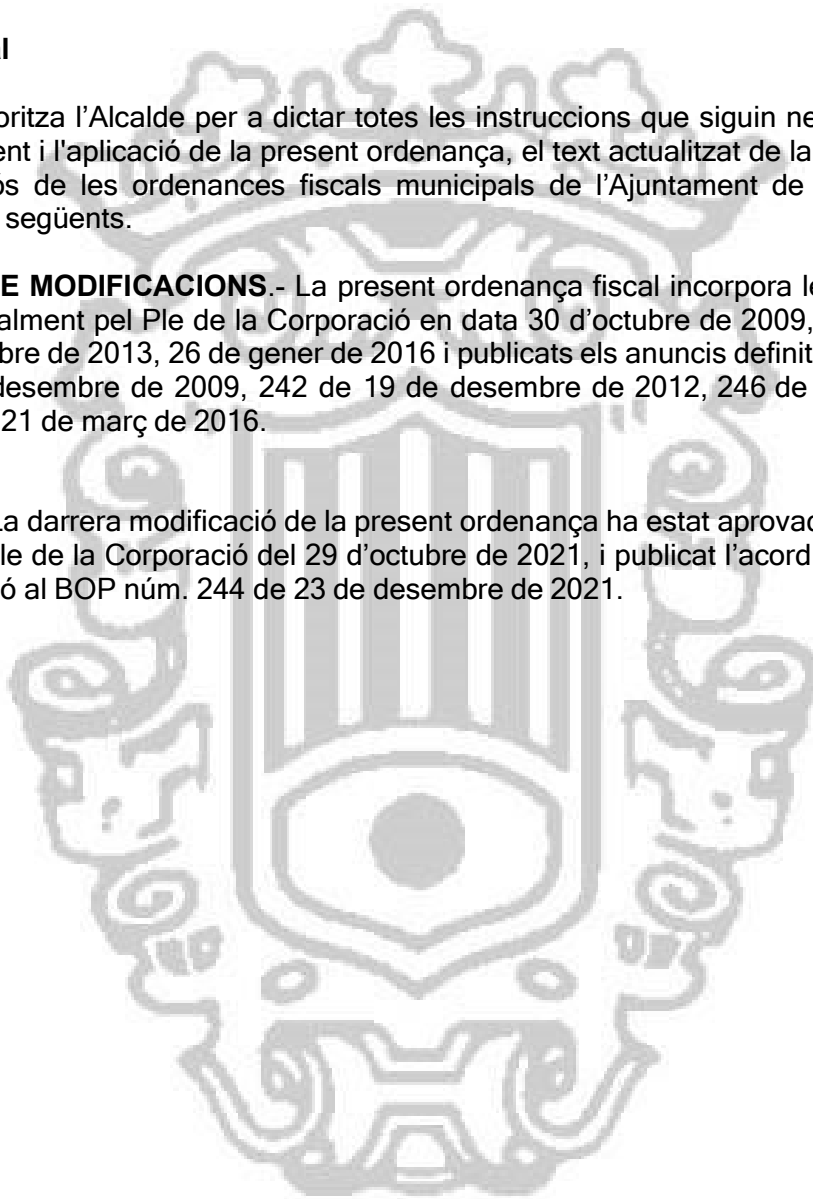 al
oritza l’Alcalde per a dictar totes les instruccions que siguin ne
ent i l'aplicació de la present ordenança, el text actualitzat de la
ós de les ordenances fiscals municipals de l’Ajuntament de
següents.
E MODIFICACIONS.- La present ordenança fiscal incorpora le
alment pel Ple de la Corporació en data 30 d’octubre de 2009,
bre de 2013, 26 de gener de 2016 i publicats els anuncis definit
desembre de 2009, 242 de 19 de desembre de 2012, 246 de
21 de març de 2016.
La darrera modificació de la present ordenança ha estat aprovad
le de la Corporació del 29 d’octubre de 2021, i publicat l’acord
ó al BOP núm. 244 de 23 de desembre de 2021.